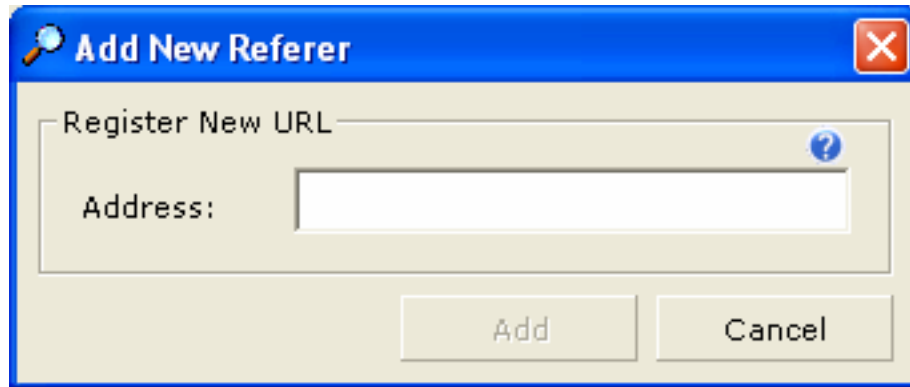 Add New Referer
Register New URL
?
Address:
Add
Cancel